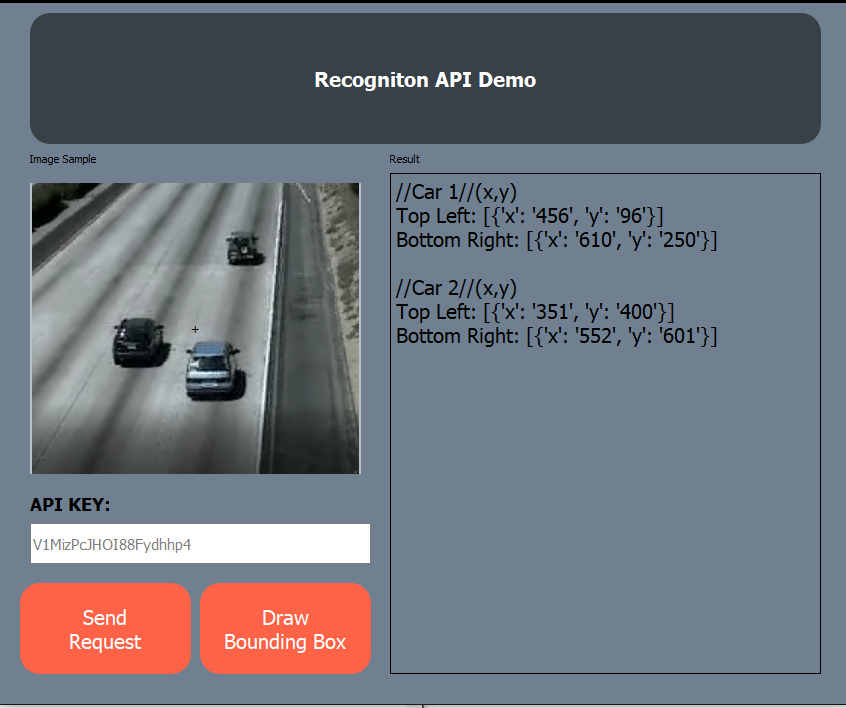 Recogniton API Demo
Image Sample
Result
//Car 1//(x,y)
Top Left: [{'x': '456', 'y': '96'}]
Bottom Right: [{'x': '610', 'y': '250'}]
//Car 2//(x,y)
Top Left: [{'x': '351', 'y': '400'}]
Bottom Right: [{'x': '552', 'y': '601'}]
API KEY:
V1MizPcJHOI88Fydhhp4
Send
Request
Draw
Bounding Box